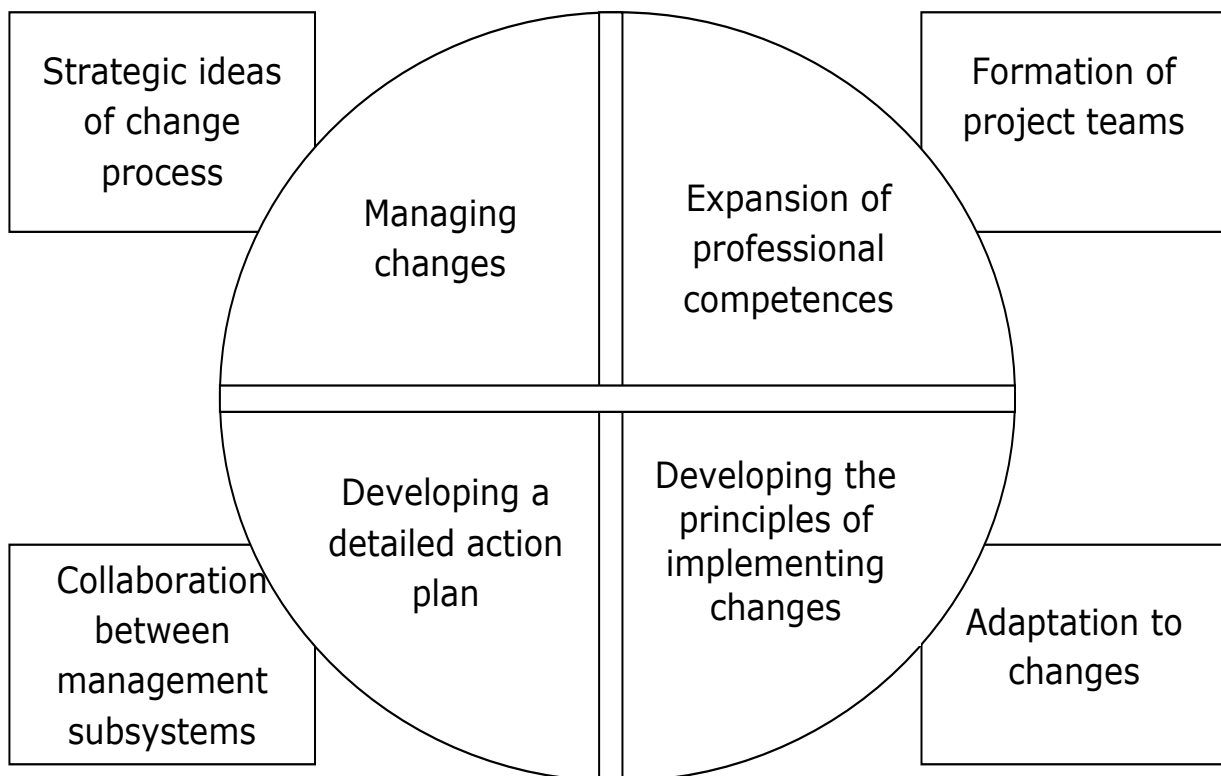 Strategic ideas
of change
process
Managing
changes
Expansion of
professional
competences
Formation of
project teams
Collaboration
between
management
subsystems
Developing a
detailed action
plan
Developing the
principles of
implementing
changes
Adaptation to
changes